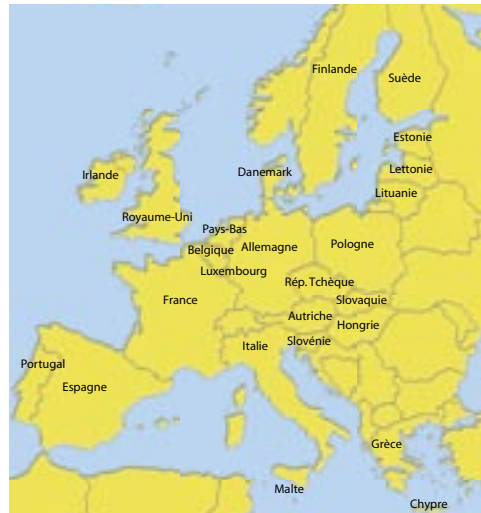 Finlande
Suède
Estonie
Danemark
Lettonie
Irlande
Lituanie
Royaume-Uni
Pays-Bas
Belgique
Allemagne
Pologne
Luxembourg
Rép. Tchèque
France
Slovaquie
Autriche
Hongrie
Italie
Slovénie
Portugal
Espagne
Grèce
Malte
Chypre